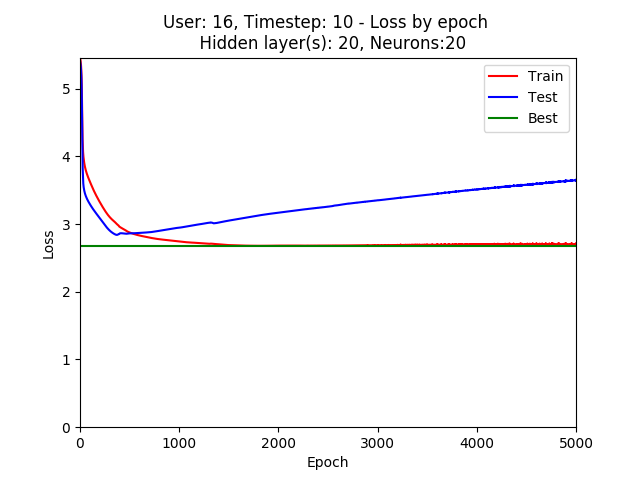 User: 16, Timestep: 10 - Loss by epoch
Hidden layer(s): 20, Neurons:20
Train
Test
Best
5
4
3
2
1
0
Loss
0 1000 2000 3000 4000 5000
Epoch